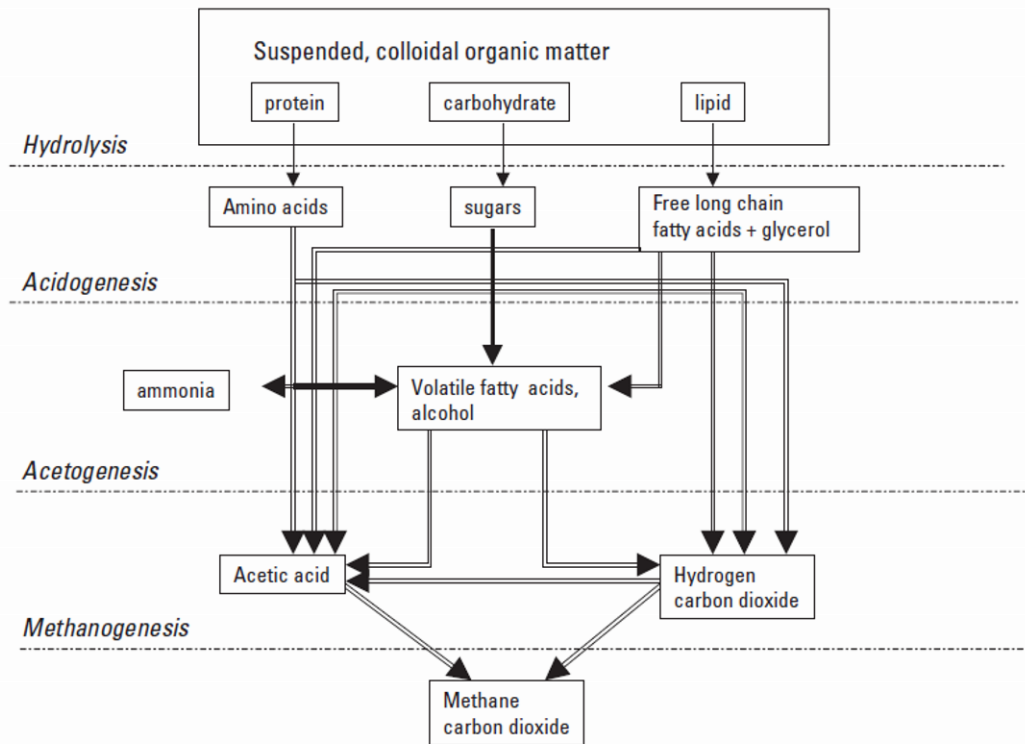 Suspended, colloidal organic matter
protein
carbohydrate
lipid
Hydrolysis
Amino acids
sugars
Free long chain
fatty acids + glycerol
Acidogenesis
ammonia
Volatile fatty acids,
alcohol
Acetogenesis
Acetic acid
Hydrogen
carbon dioxide
Methanogenesis
Methane
carbon dioxide